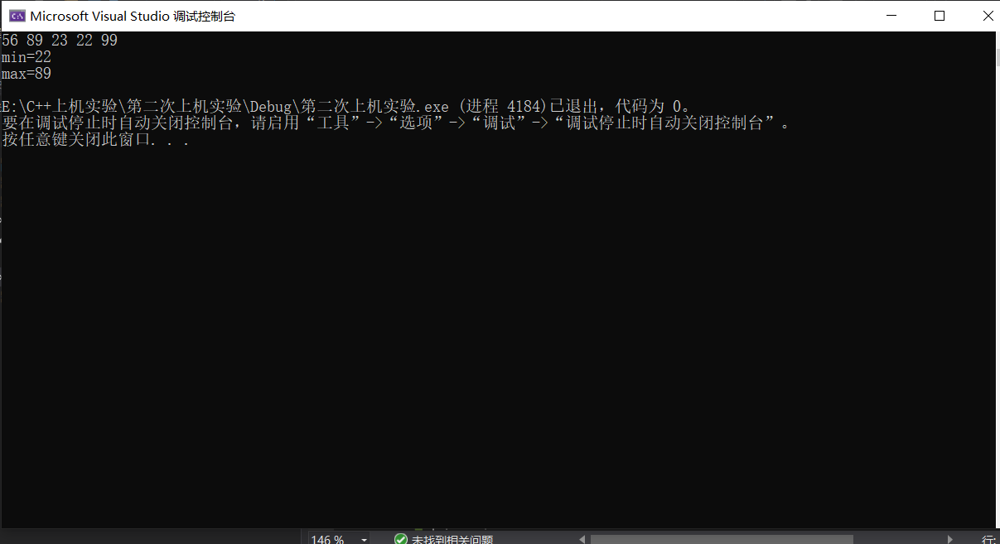 Microsoft Visual Studio 调试控制台
56 89 23 22 99
min=22
max=89
E:\C++上机实验\第二次上机实验\Debug\第二次上机实验.exe (进程 4184)已退出，代码为 0。
要在调试停止时自动关闭控制台，请启用“工具”->“选项”->“调试”->“调试停止时自动关闭控制台”。
按任意键关闭此窗口. . .
146 %
未找到相关问题
行: